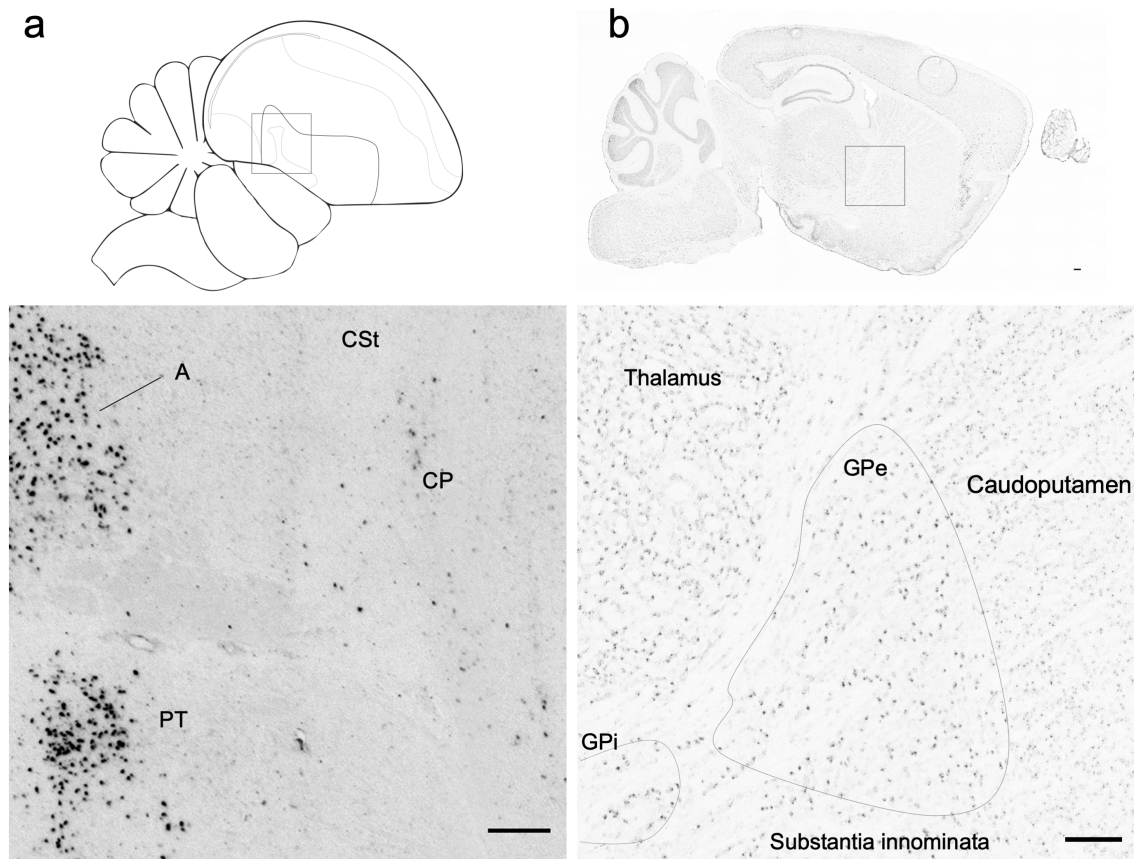 a
b
CSt
A
CP
PT
Thalamus
GPe
Caudoputamen
GPi
Substantia innominata